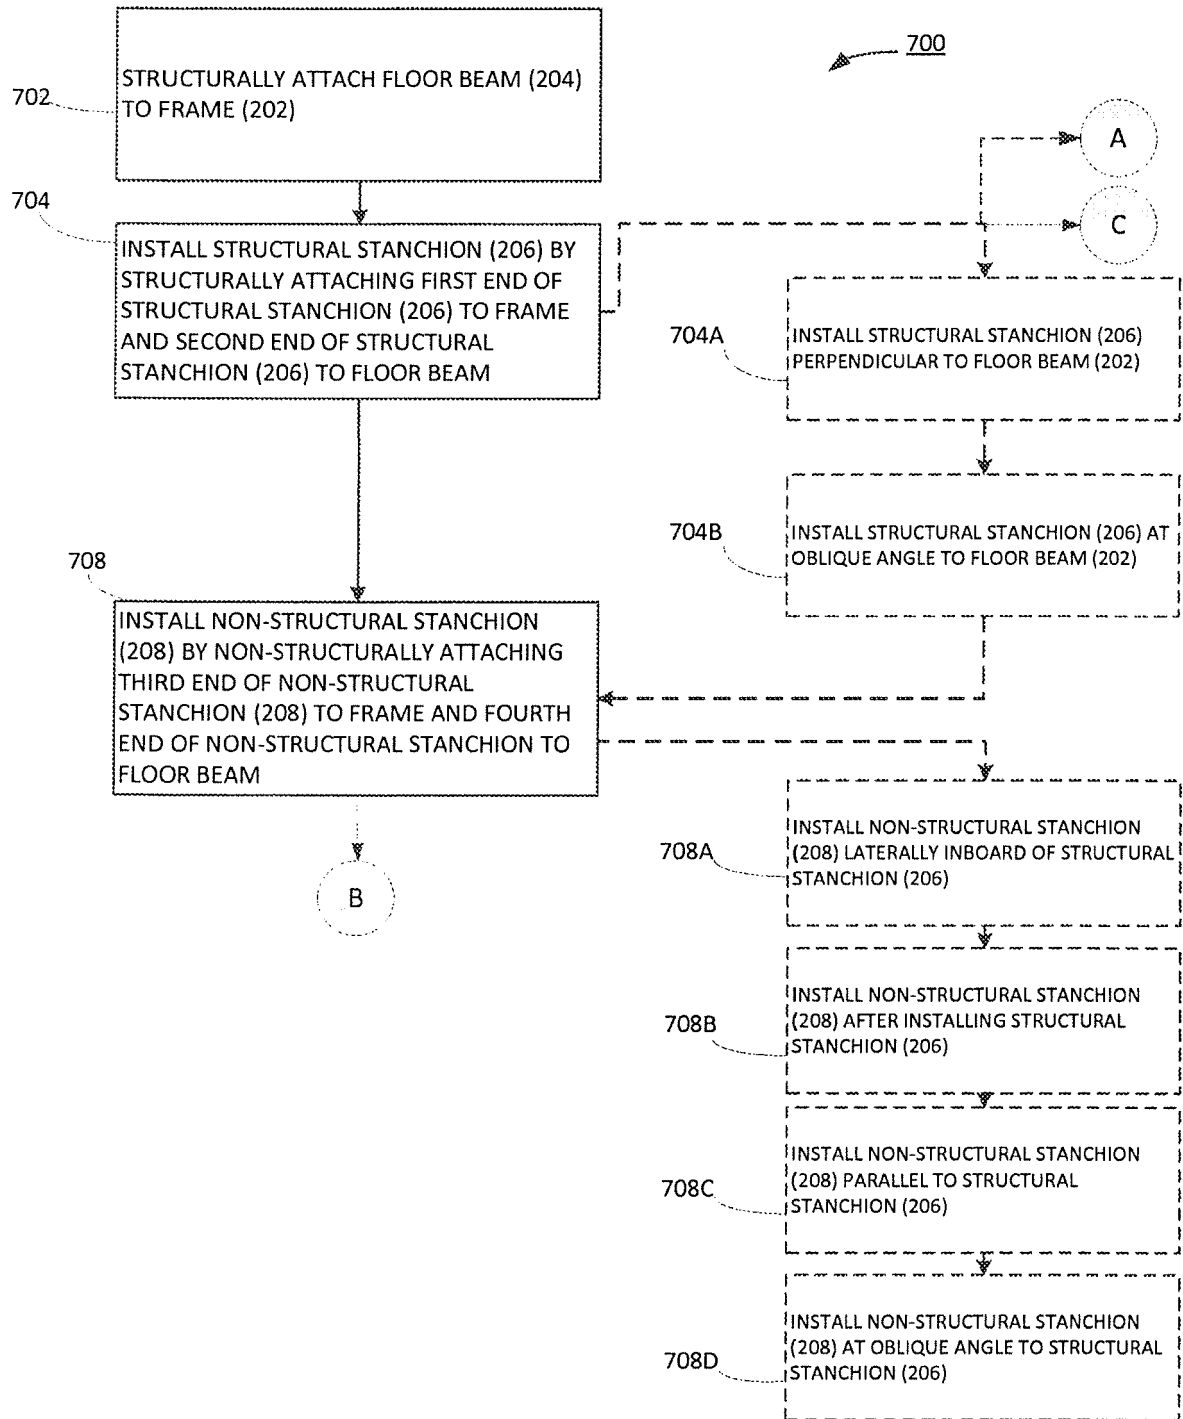 700
702
STRUCTURALLY ATTACH FLOOR BEAM (204)
TO FRAME (202)
A
C
704
INSTALL STRUCTURAL STANCHION (206) BY
STRUCTURALLY ATTACHING FIRST END OF
STRUCTURAL STANCHION (206) TO FRAME
AND SECOND END OF STRUCTURAL
STANCHION (206) TO FLOOR BEAM
704A
INSTALL STRUCTURAL STANCHION (206)
PERPENDICULAR TO FLOOR BEAM (202)
704B
INSTALL STRUCTURAL STANCHION (206) AT
OBLIQUE ANGLE TO FLOOR BEAM (202)
708
INSTALL NON-STRUCTURAL STANCHION
(208) BY NON-STRUCTURALLY ATTACHING
THIRD END OF NON-STRUCTURAL
STANCHION (208) TO FRAME AND FOURTH
END OF NON-STRUCTURAL STANCHION TO
FLOOR BEAM
B
708A
INSTALL NON-STRUCTURAL STANCHION
(208) LATERALLY INBOARD OF STRUCTURAL
STANCHION (206)
708B
INSTALL NON-STRUCTURAL STANCHION
(208) AFTER INSTALLING STRUCTURAL
STANCHION (206)
708C
INSTALL NON-STRUCTURAL STANCHION
(208) PARALLEL TO STRUCTURAL
STANCHION (206)
708D
INSTALL NON-STRUCTURAL STANCHION
(208) AT OBLIQUE ANGLE TO STRUCTURAL
STANCHION (206)